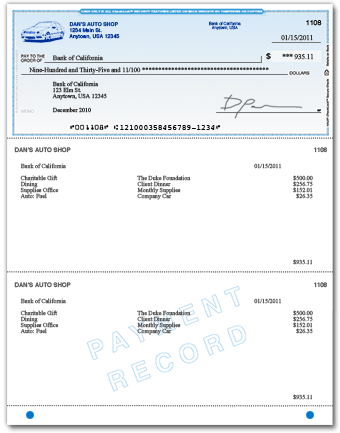 DAN'S AUTO SHOP
1234 Main St.
Anytown, USA 12345
Bank of California
Anytown, USA
1108
01/15/2011
PAY TO THE
ORDER OF
Bank of California
$ ***935.11
Nine-Hundred and Thirty-Five and 11/100 ************************************
DOLLARS
Bank of California
123 Elm St.
Anytown, USA 12345
MEMO December 2010
DAN'S AUTO SHOP 1108
Bank of California 01/15/2011
Charitable Gift The Duke Foundation $500.00
Dining Client Dinner $256.75
Supplies Office Monthly Supplies $152.01
Auto: Fuel Company Car $26.35
$935.11
DAN'S AUTO SHOP 1108
Bank of California 01/15/2011
Charitable Gift The Duke Foundation $500.00
Dining Client Dinner $256.75
Supplies Office Monthly Supplies $152.01
Auto: Fuel Company Car $26.35
PAYMENT
RECORD
$935.11